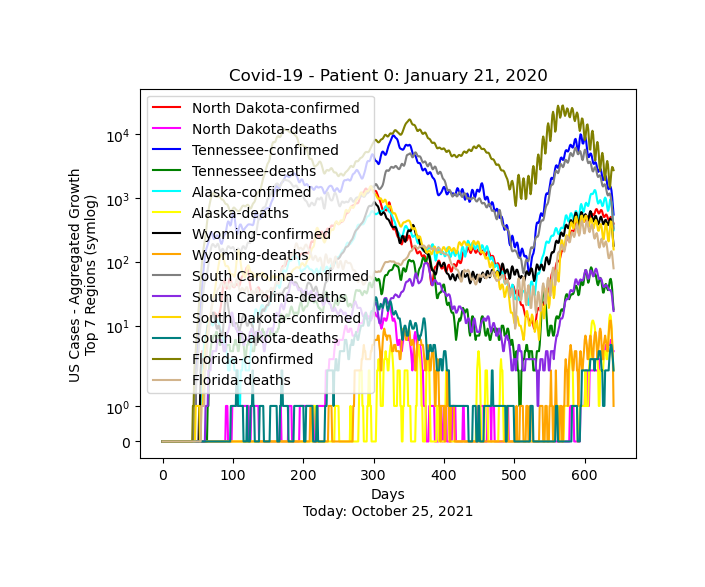 Covid-19 - Patient 0: January 21, 2020
US Cases - Aggregated Growth
Top 7 Regions (symlog)
10^4
10^3
10^2
10^1
10^0
0
North Dakota-confirmed
North Dakota-deaths
Tennessee-confirmed
Tennessee-deaths
Alaska-confirmed
Alaska-deaths
Wyoming-confirmed
Wyoming-deaths
South Carolina-confirmed
South Carolina-deaths
South Dakota-confirmed
South Dakota-deaths
Florida-confirmed
Florida-deaths
0 100 200 300 400 500 600
Days
Today: October 25, 2021